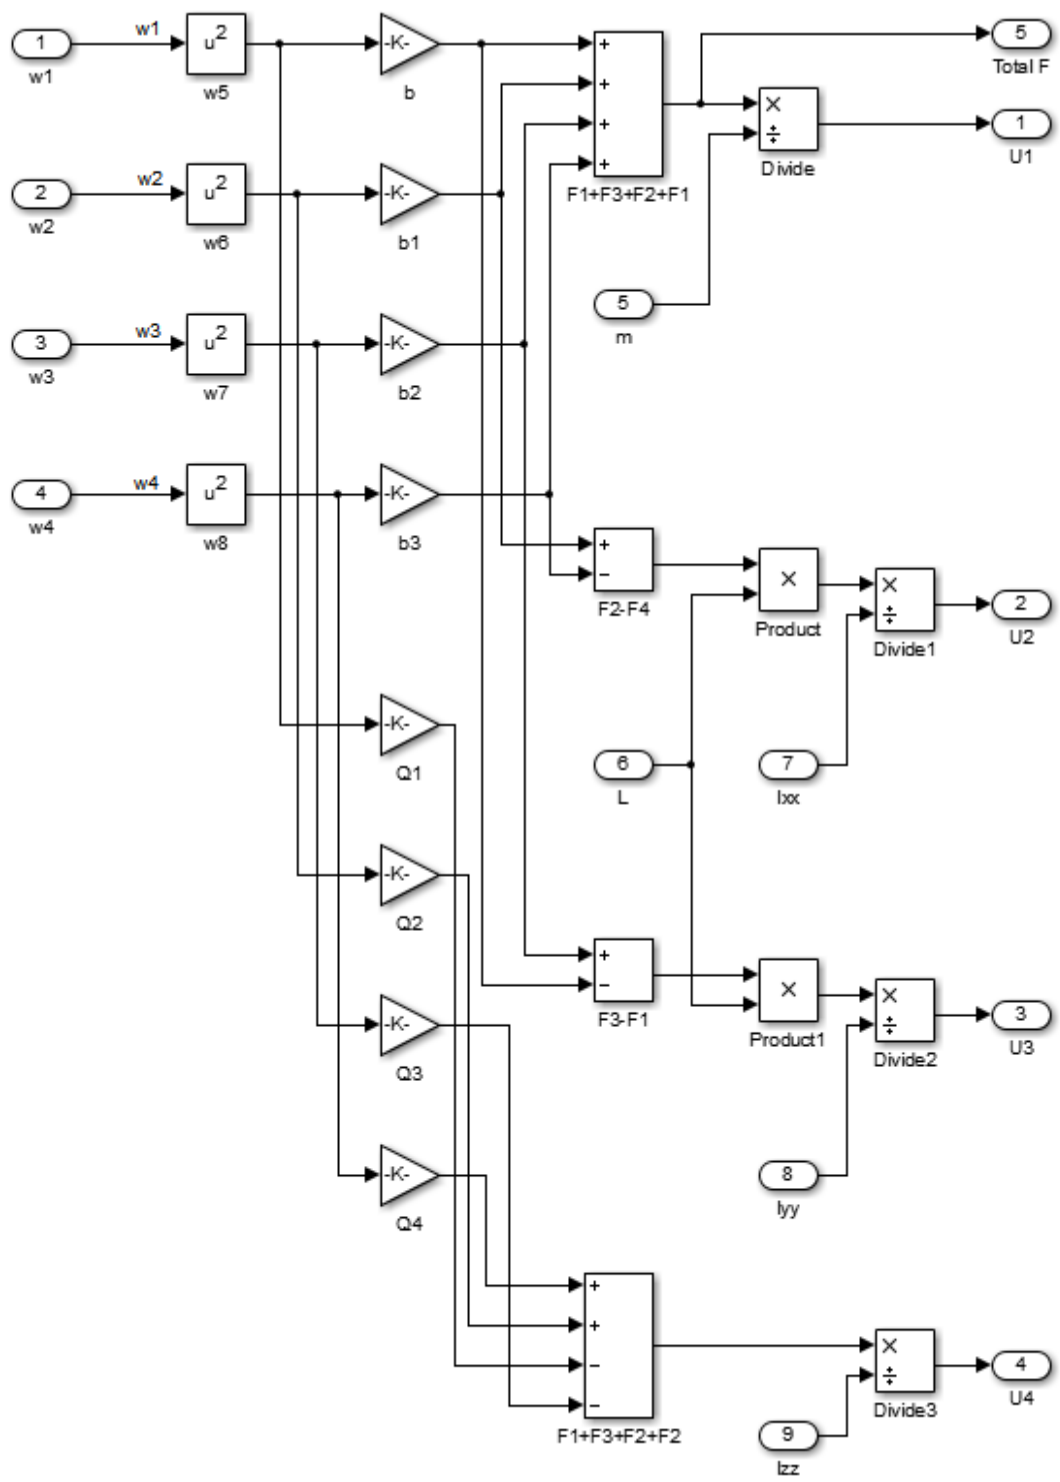 1
w1
w1
u2
w5
-K-
b
+
+
+
+
F1+F3+F2+F1
×
÷
Divide
5
Total F
1
U1
2
w2
w2
u2
w6
-K-
b1
5
m
3
w3
w3
u2
w7
-K-
b2
4
w4
w4
u2
w8
-K-
b3
+
−
F2-F4
×
Product
×
÷
Divide1
2
U2
-K-
Q1
6
L
7
Ixx
-K-
Q2
+
−
F3-F1
×
Product1
×
÷
Divide2
3
U3
-K-
Q3
8
Iyy
-K-
Q4
+
+
−
−
F1+F3+F2+F2
×
÷
Divide3
4
U4
9
Izz